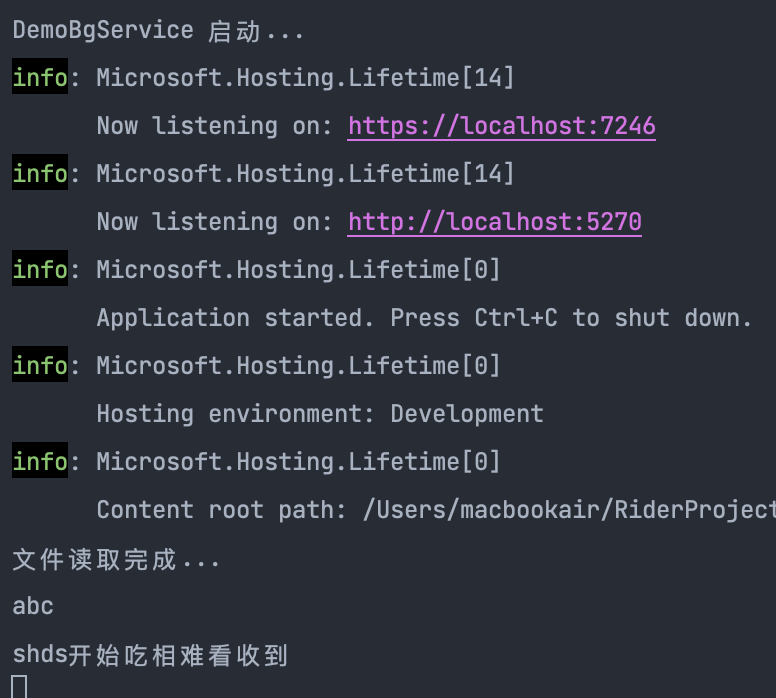 DemoBgService 启动...
info: Microsoft.Hosting.Lifetime[14]
Now listening on: https://localhost:7246
info: Microsoft.Hosting.Lifetime[14]
Now listening on: http://localhost:5270
info: Microsoft.Hosting.Lifetime[0]
Application started. Press Ctrl+C to shut down.
info: Microsoft.Hosting.Lifetime[0]
Hosting environment: Development
info: Microsoft.Hosting.Lifetime[0]
Content root path: /Users/macbookair/RiderProject
文件读取完成...
abc
shds开始吃相难看收到